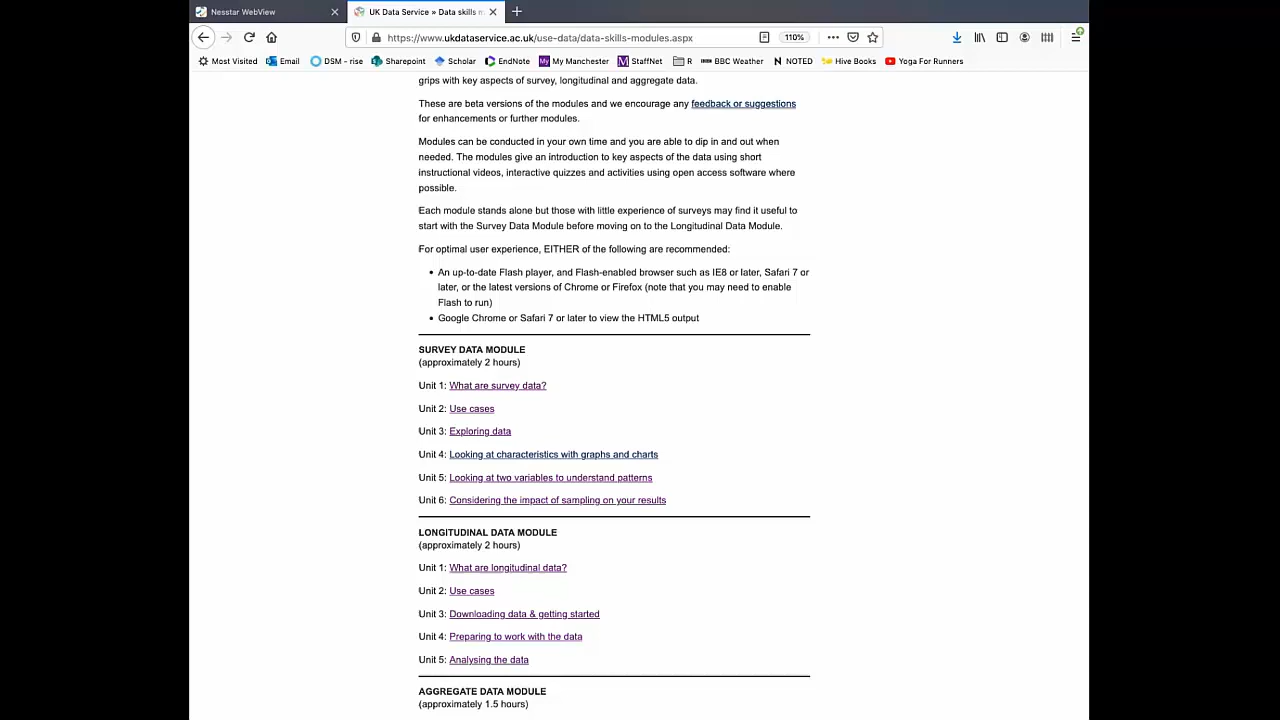 Nesstar WebView
UK Data Service » Data skills m
https://www.ukdataservice.ac.uk/use-data/data-skills-modules.aspx
110%
Most Visited
Email
DSM - rise
Sharepoint
Scholar
EndNote
My Manchester
StaffNet
R
BBC Weather
NOTED
Hive Books
Yoga For Runners
grips with key aspects of survey, longitudinal and aggregate data.
These are beta versions of the modules and we encourage any feedback or suggestions
for enhancements or further modules.
Modules can be conducted in your own time and you are able to dip in and out when
needed. The modules give an introduction to key aspects of the data using short
instructional videos, interactive quizzes and activities using open access software where
possible.
Each module stands alone but those with little experience of surveys may find it useful to
start with the Survey Data Module before moving on to the Longitudinal Data Module.
For optimal user experience, EITHER of the following are recommended:
• An up-to-date Flash player, and Flash-enabled browser such as IE8 or later, Safari 7 or
later, or the latest versions of Chrome or Firefox (note that you may need to enable
Flash to run)
• Google Chrome or Safari 7 or later to view the HTML5 output
SURVEY DATA MODULE
(approximately 2 hours)
Unit 1: What are survey data?
Unit 2: Use cases
Unit 3: Exploring data
Unit 4: Looking at characteristics with graphs and charts
Unit 5: Looking at two variables to understand patterns
Unit 6: Considering the impact of sampling on your results
LONGITUDINAL DATA MODULE
(approximately 2 hours)
Unit 1: What are longitudinal data?
Unit 2: Use cases
Unit 3: Downloading data & getting started
Unit 4: Preparing to work with the data
Unit 5: Analysing the data
AGGREGATE DATA MODULE
(approximately 1.5 hours)